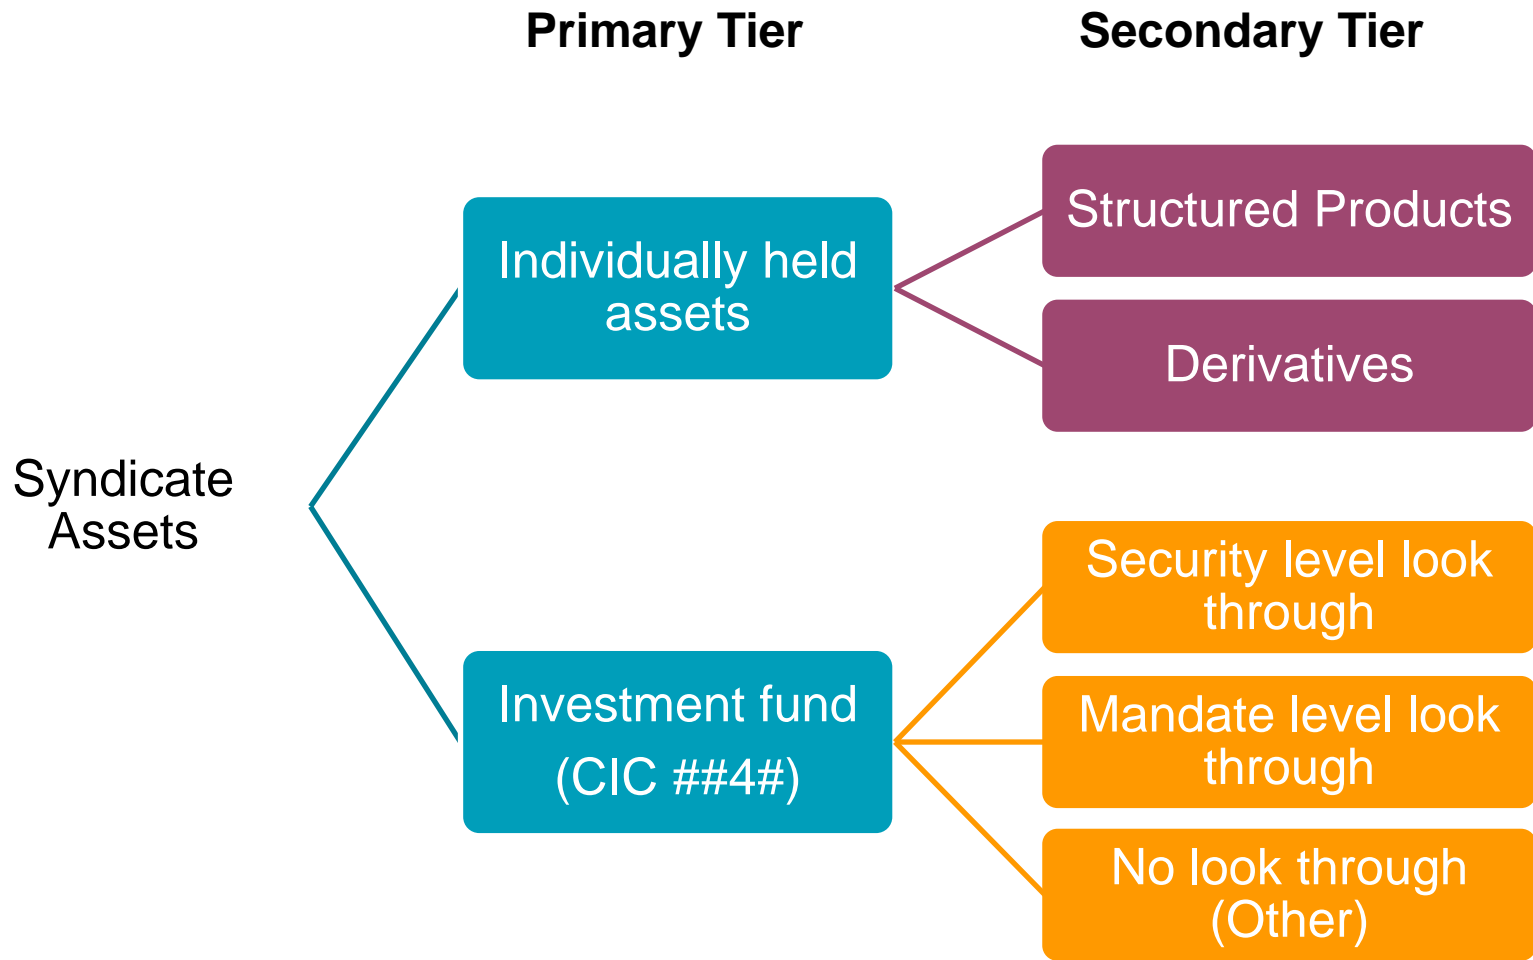 Primary Tier
Secondary Tier
Syndicate
Assets
Individually held
assets
Structured Products
Derivatives
Investment fund
(CIC ##4#)
Security level look
through
Mandate level look
through
No look through
(Other)